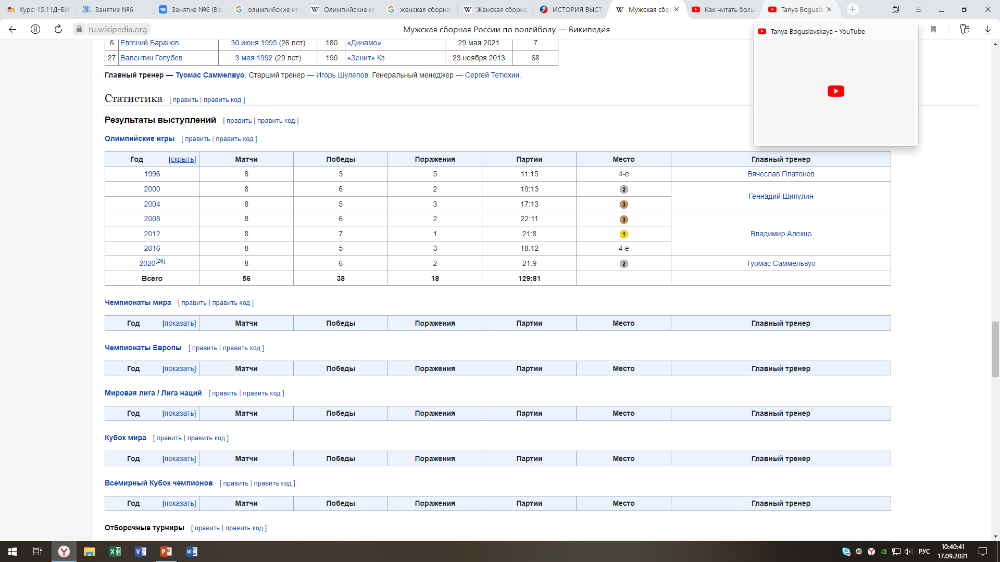 Курс: 15.11Д-БИ
Занятие №6
Занятие №6 (Во
олимпийские иг
Олимпийские иг
женская сборна
Женская сборна
ИСТОРИЯ ВЫСТ
Мужская сбор
Как читать боль
Tanya Bogusla
ru.wikipedia.org
Мужская сборная России по волейболу — Википедия
Tanya Boguslavskaya - YouTube
6 Евгений Баранов 30 июня 1995 (26 лет) 180 «Динамо» 29 мая 2021 7
27 Валентин Голубев 3 мая 1992 (29 лет) 190 «Зенит» Кз 23 ноября 2013 68
Главный тренер — Туомас Саммелвуо. Старший тренер — Игорь Шулепов. Генеральный менеджер — Сергей Тетюхин.
Статистика [ править | править код ]
Результаты выступлений [ править | править код ]
Олимпийские игры [ править | править код ]
Год [скрыть] Матчи Победы Поражения Партии Место Главный тренер
1996 8 3 5 11:15 4-е Вячеслав Платонов
2000 8 6 2 19:13 2
Геннадий Шипулин
2004 8 5 3 17:13 3
2008 8 6 2 22:11 3
2012 8 7 1 21:8 1 Владимир Алекно
2016 8 5 3 18:12 4-е
2020[26] 8 6 2 21:9 2 Туомас Саммельвуо
Всего 56 38 18 129:81
Чемпионаты мира [ править | править код ]
Год [показать] Матчи Победы Поражения Партии Место Главный тренер
Чемпионаты Европы [ править | править код ]
Год [показать] Матчи Победы Поражения Партии Место Главный тренер
Мировая лига / Лига наций [ править | править код ]
Год [показать] Матчи Победы Поражения Партии Место Главный тренер
Кубок мира [ править | править код ]
Год [показать] Матчи Победы Поражения Партии Место Главный тренер
Всемирный Кубок чемпионов [ править | править код ]
Год [показать] Матчи Победы Поражения Партии Место Главный тренер
Отборочные турниры [ править | править код ]
РУС
10:40:41
17.09.2021